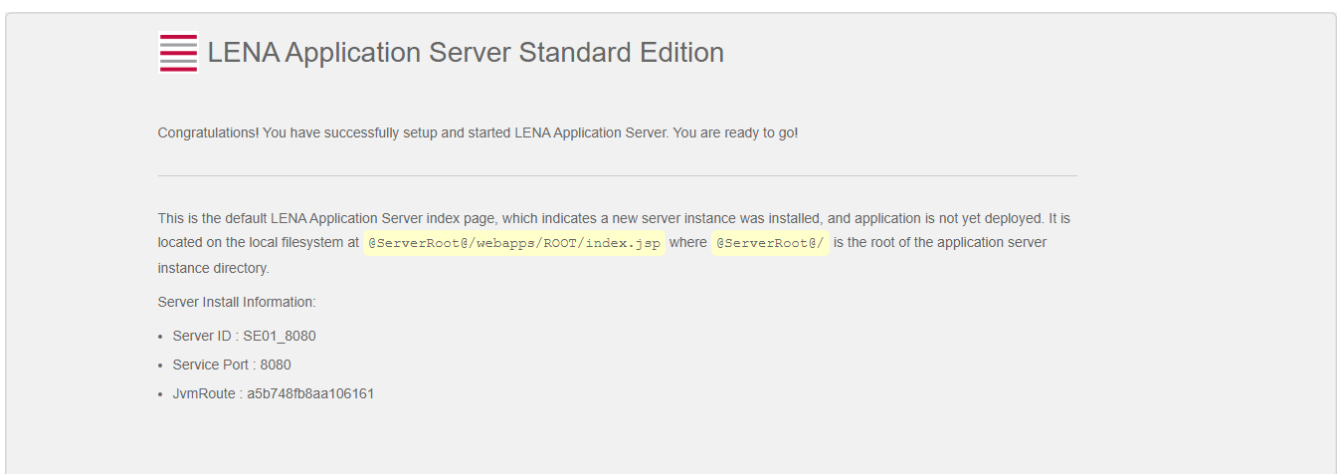 LENA Application Server Standard Edition
Congratulations! You have successfully setup and started LENA Application Server. You are ready to go!
This is the default LENA Application Server index page, which indicates a new server instance was installed, and application is not yet deployed. It is
located on the local filesystem at @ServerRoot@/webapps/ROOT/index.jsp where @ServerRoot@/ is the root of the application server
instance directory.
Server Install Information:
• Server ID : SE01_8080
• Service Port : 8080
• JvmRoute : a5b748fb8aa106161